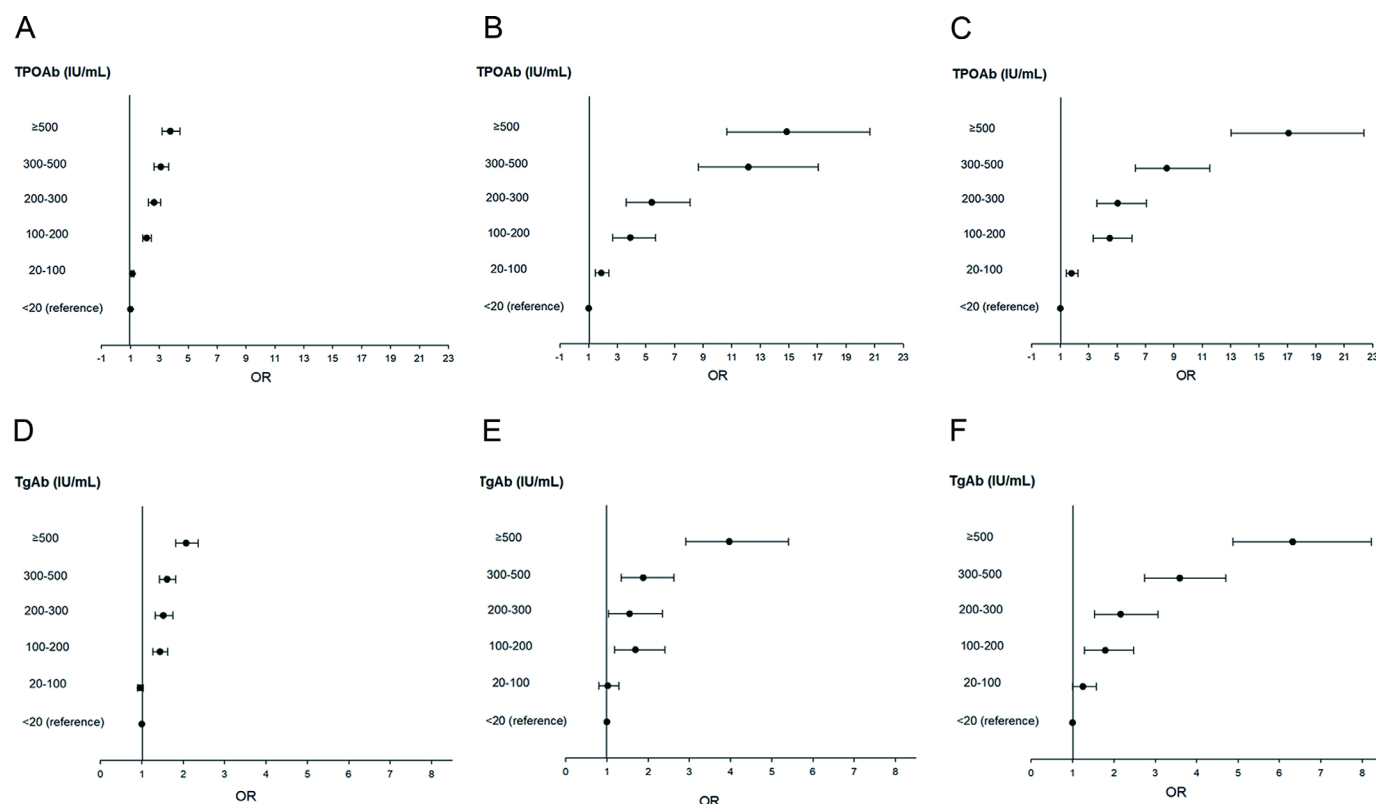 A
TPOAb (IU/mL)
≥500
300-500
200-300
100-200
20-100
<20 (reference)
-1 1 3 5 7 9 11 13 15 17 19 21 23
OR
B
TPOAb (IU/mL)
≥500
300-500
200-300
100-200
20-100
<20 (reference)
-1 1 3 5 7 9 11 13 15 17 19 21 23
OR
C
TPOAb (IU/mL)
≥500
300-500
200-300
100-200
20-100
<20 (reference)
-1 1 3 5 7 9 11 13 15 17 19 21 23
OR
D
TgAb (IU/mL)
≥500
300-500
200-300
100-200
20-100
<20 (reference)
0 1 2 3 4 5 6 7 8
OR
E
TgAb (IU/mL)
≥500
300-500
200-300
100-200
20-100
<20 (reference)
0 1 2 3 4 5 6 7 8
OR
F
TgAb (IU/mL)
≥500
300-500
200-300
100-200
20-100
<20 (reference)
0 1 2 3 4 5 6 7 8
OR